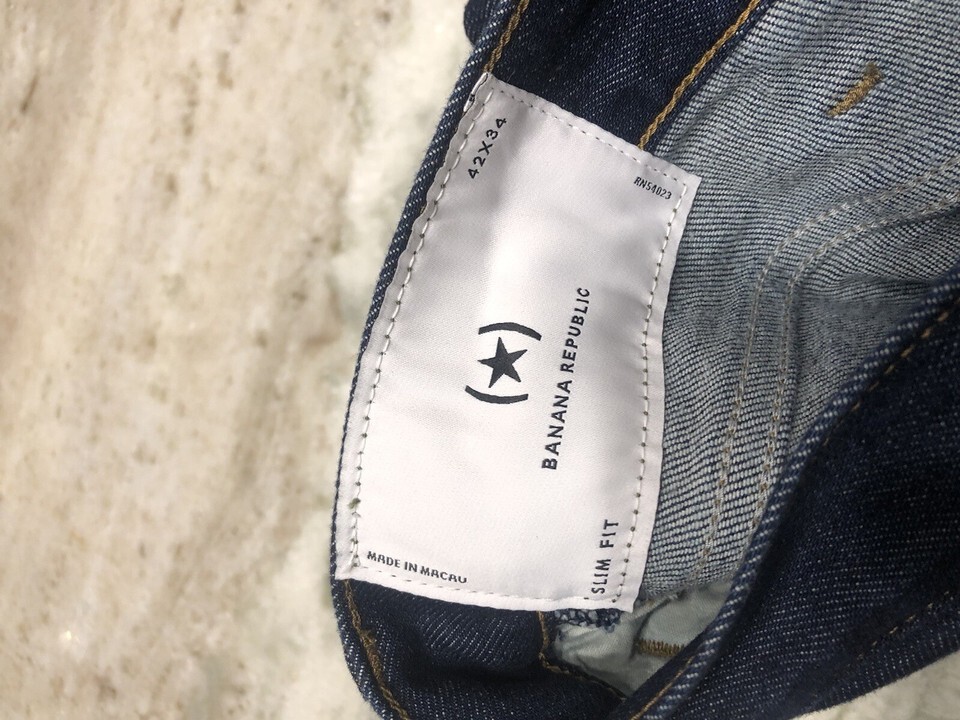 42X34
RN54023
BANANA REPUBLIC
MADE IN MACAU
SLIM FIT